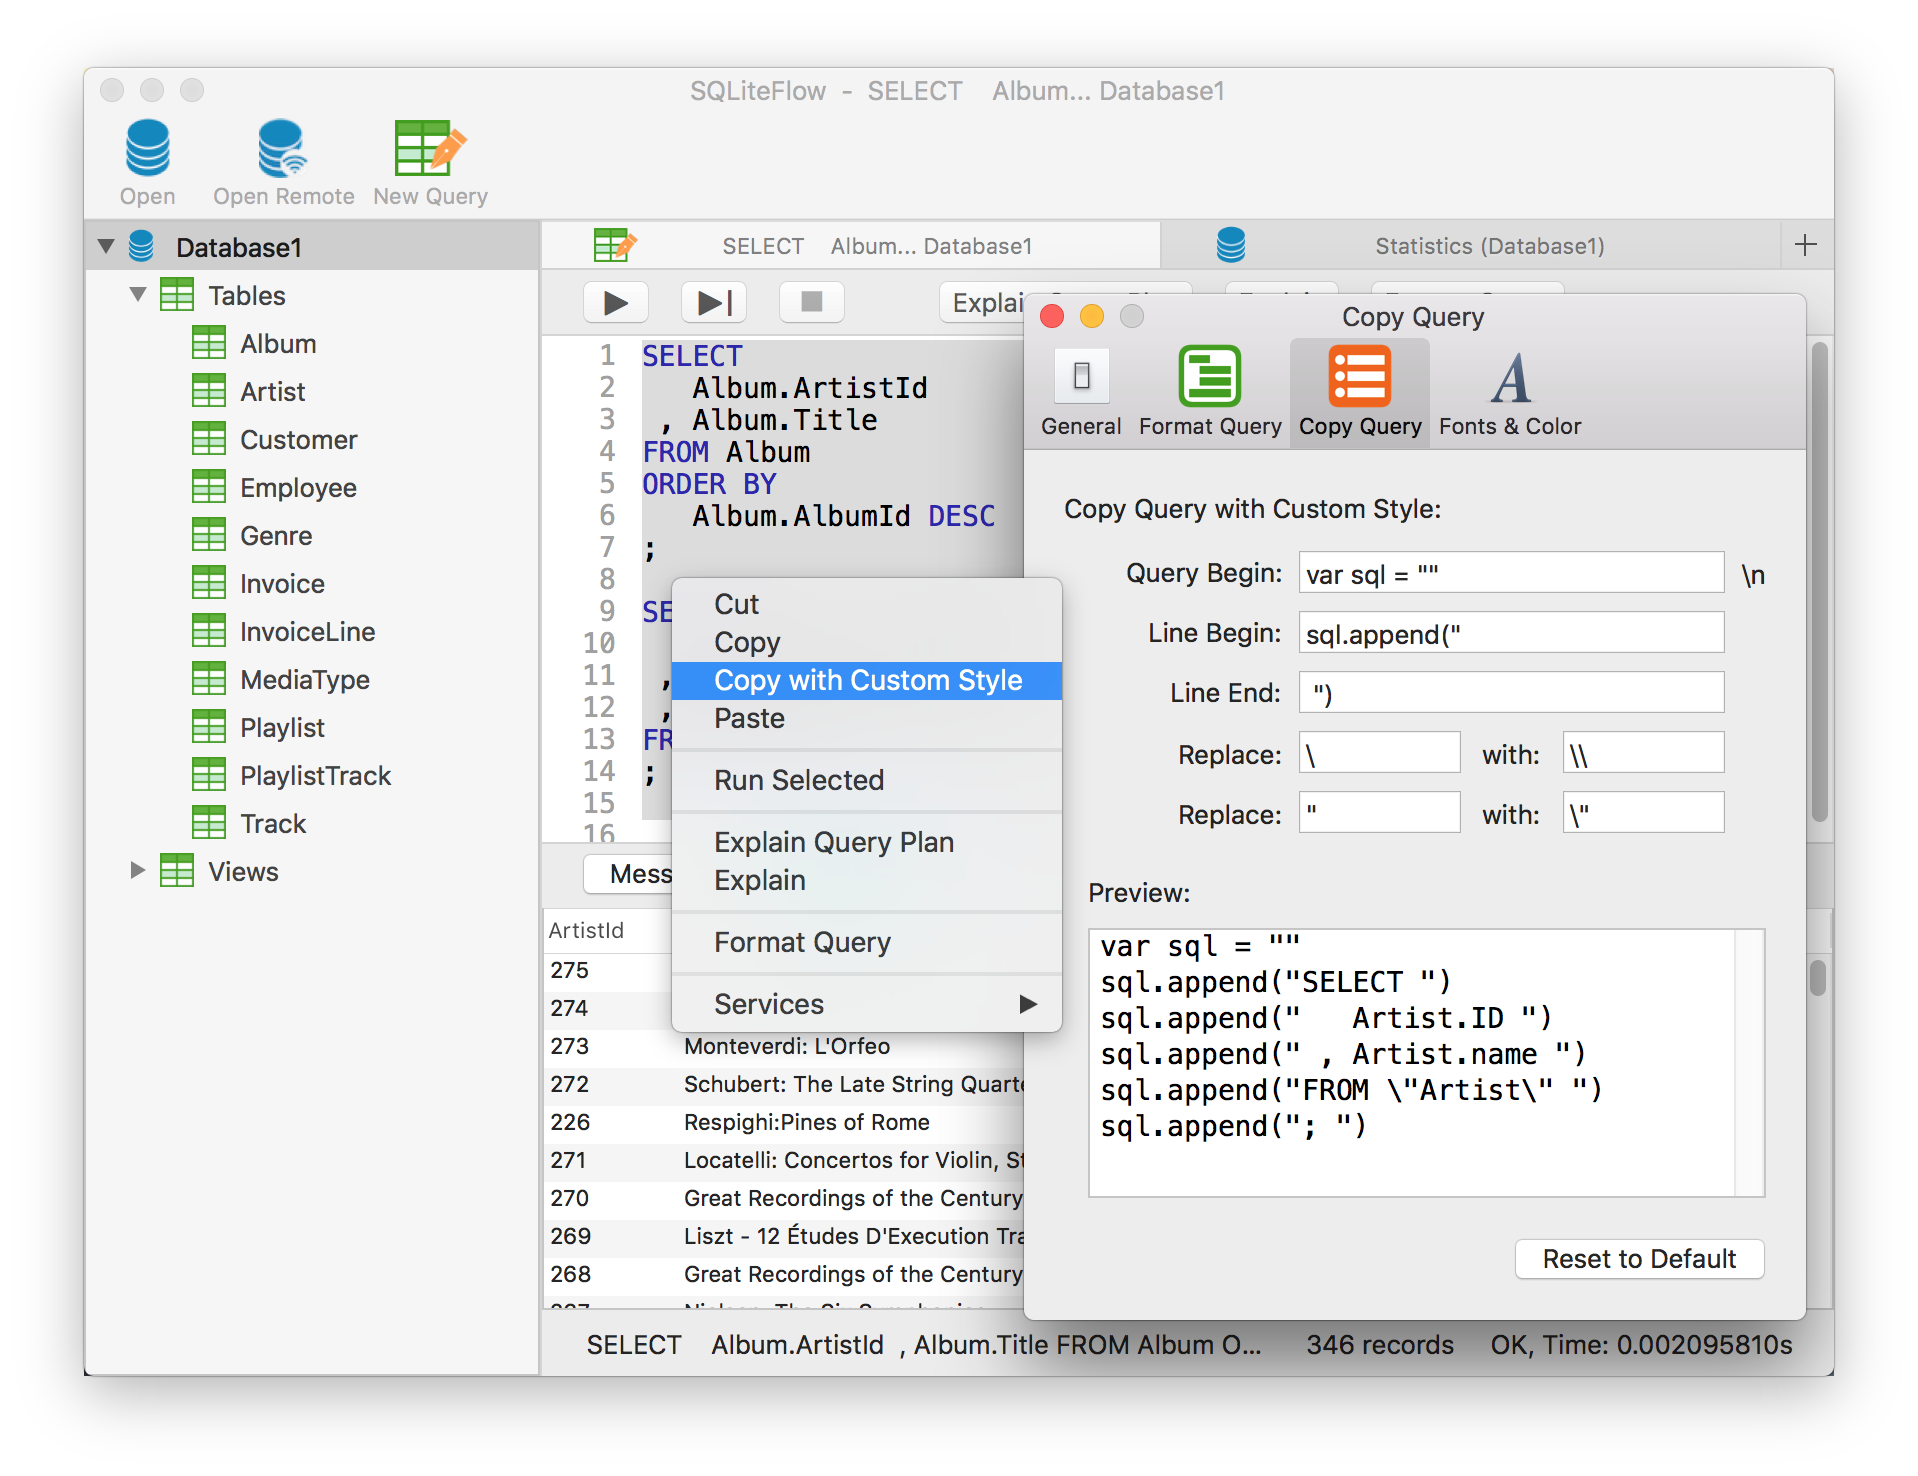 SQLiteFlow - SELECT Album... Database1
Open
Open Remote
New Query
Database1
Tables
Album
Artist
Customer
Employee
Genre
Invoice
InvoiceLine
MediaType
Playlist
PlaylistTrack
Track
Views
SELECT Album... Database1
Statistics (Database1)
1 SELECT
2 Album.ArtistId
3 , Album.Title
4 FROM Album
5 ORDER BY
6 Album.AlbumId DESC
7 ;
8
9
10
11 ,
12 ,
13
14 ;
15
16
Cut
Copy
Copy with Custom Style
Paste
Run Selected
Explain Query Plan
Explain
Format Query
Services
ArtistId
275
274
273 Monteverdi: L'Orfeo
272 Schubert: The Late String
226 Respighi:Pines of Rome
271 Locatelli: Concertos for Violin,
270 Great Recordings of the Century
269 Liszt - 12 Études D'Execution
268 Great Recordings of the Century
SELECT Album.ArtistId , Album.Title FROM Album O...
346 records
OK, Time: 0.002095810s
Copy Query
General
Format Query
Copy Query
Fonts & Color
Copy Query with Custom Style:
Query Begin: var sql = "" \n
Line Begin: sql.append("
Line End: ")
Replace: \ with: \\
Replace: " with: \"
Preview:
var sql = ""
sql.append("SELECT ")
sql.append("   Artist.ID ")
sql.append(" , Artist.name ")
sql.append("FROM \"Artist\" ")
sql.append("; ")
Reset to Default